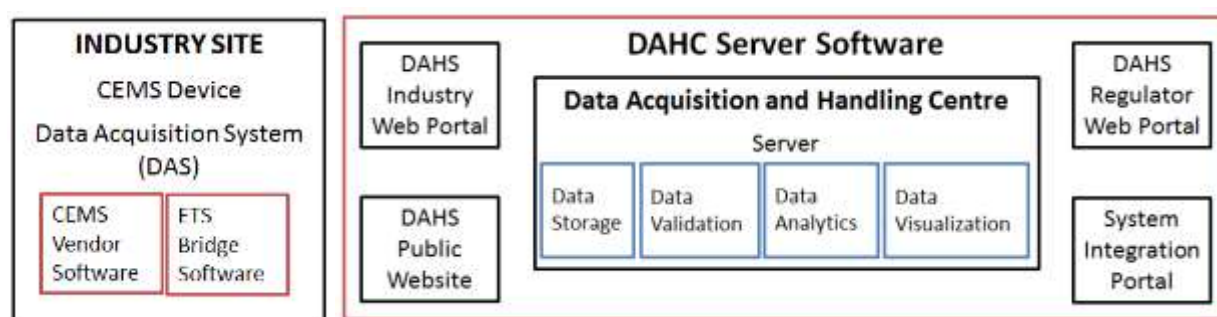 INDUSTRY SITE
CEMS Device
Data Acquisition System
(DAS)
CEMS
Vendor
Software
ETS
Bridge
Software
DAHC Server Software
DAHS
Industry
Web Portal
DAHS
Public
Website
Data Acquisition and Handling Centre
Server
Data
Storage
Data
Validation
Data
Analytics
Data
Visualization
DAHS
Regulator
Web Portal
System
Integration
Portal